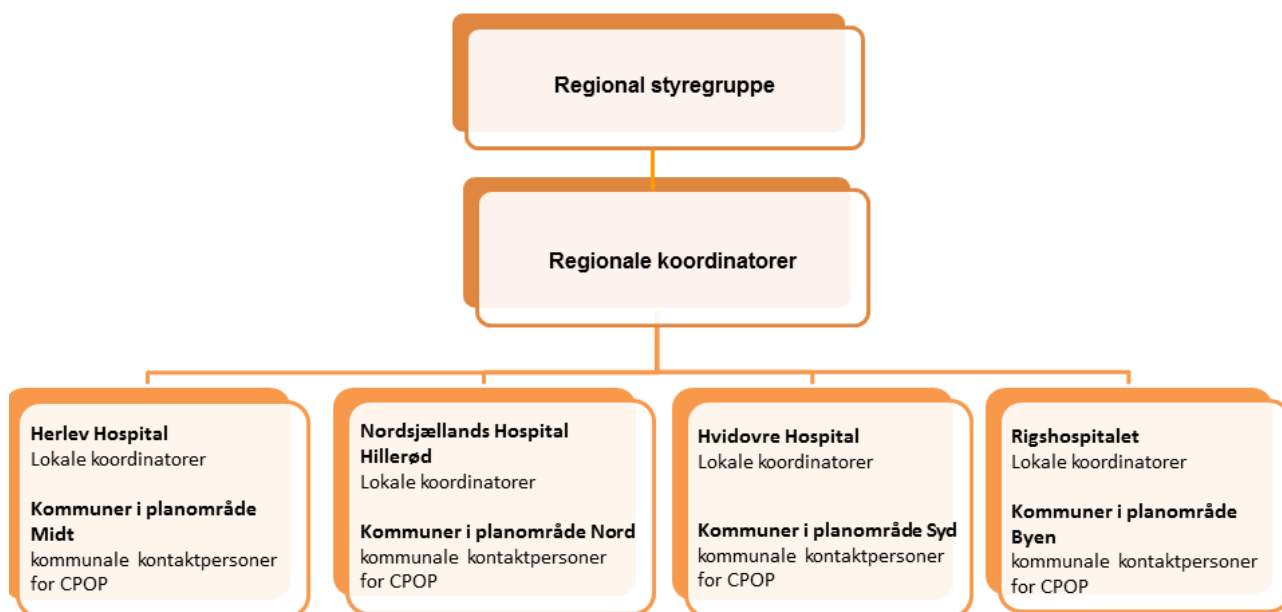 Regional styregruppe
Regionale koordinatorer
Herlev Hospital
Lokale koordinatorer
Kommuner i planområde
Midt
kommunale kontaktpersoner
for CPOP
Nordsjællands Hospital
Hillerød
Lokale koordinatorer
Kommuner i planområde Nord
kommunale kontaktpersoner
for CPOP
Hvidovre Hospital
Lokale koordinatorer
Kommuner i planområde Syd
kommunale kontaktpersoner
for CPOP
Rigshospitalet
Lokale koordinatorer
Kommuner i planområde
Byen
kommunale kontaktpersoner
for CPOP